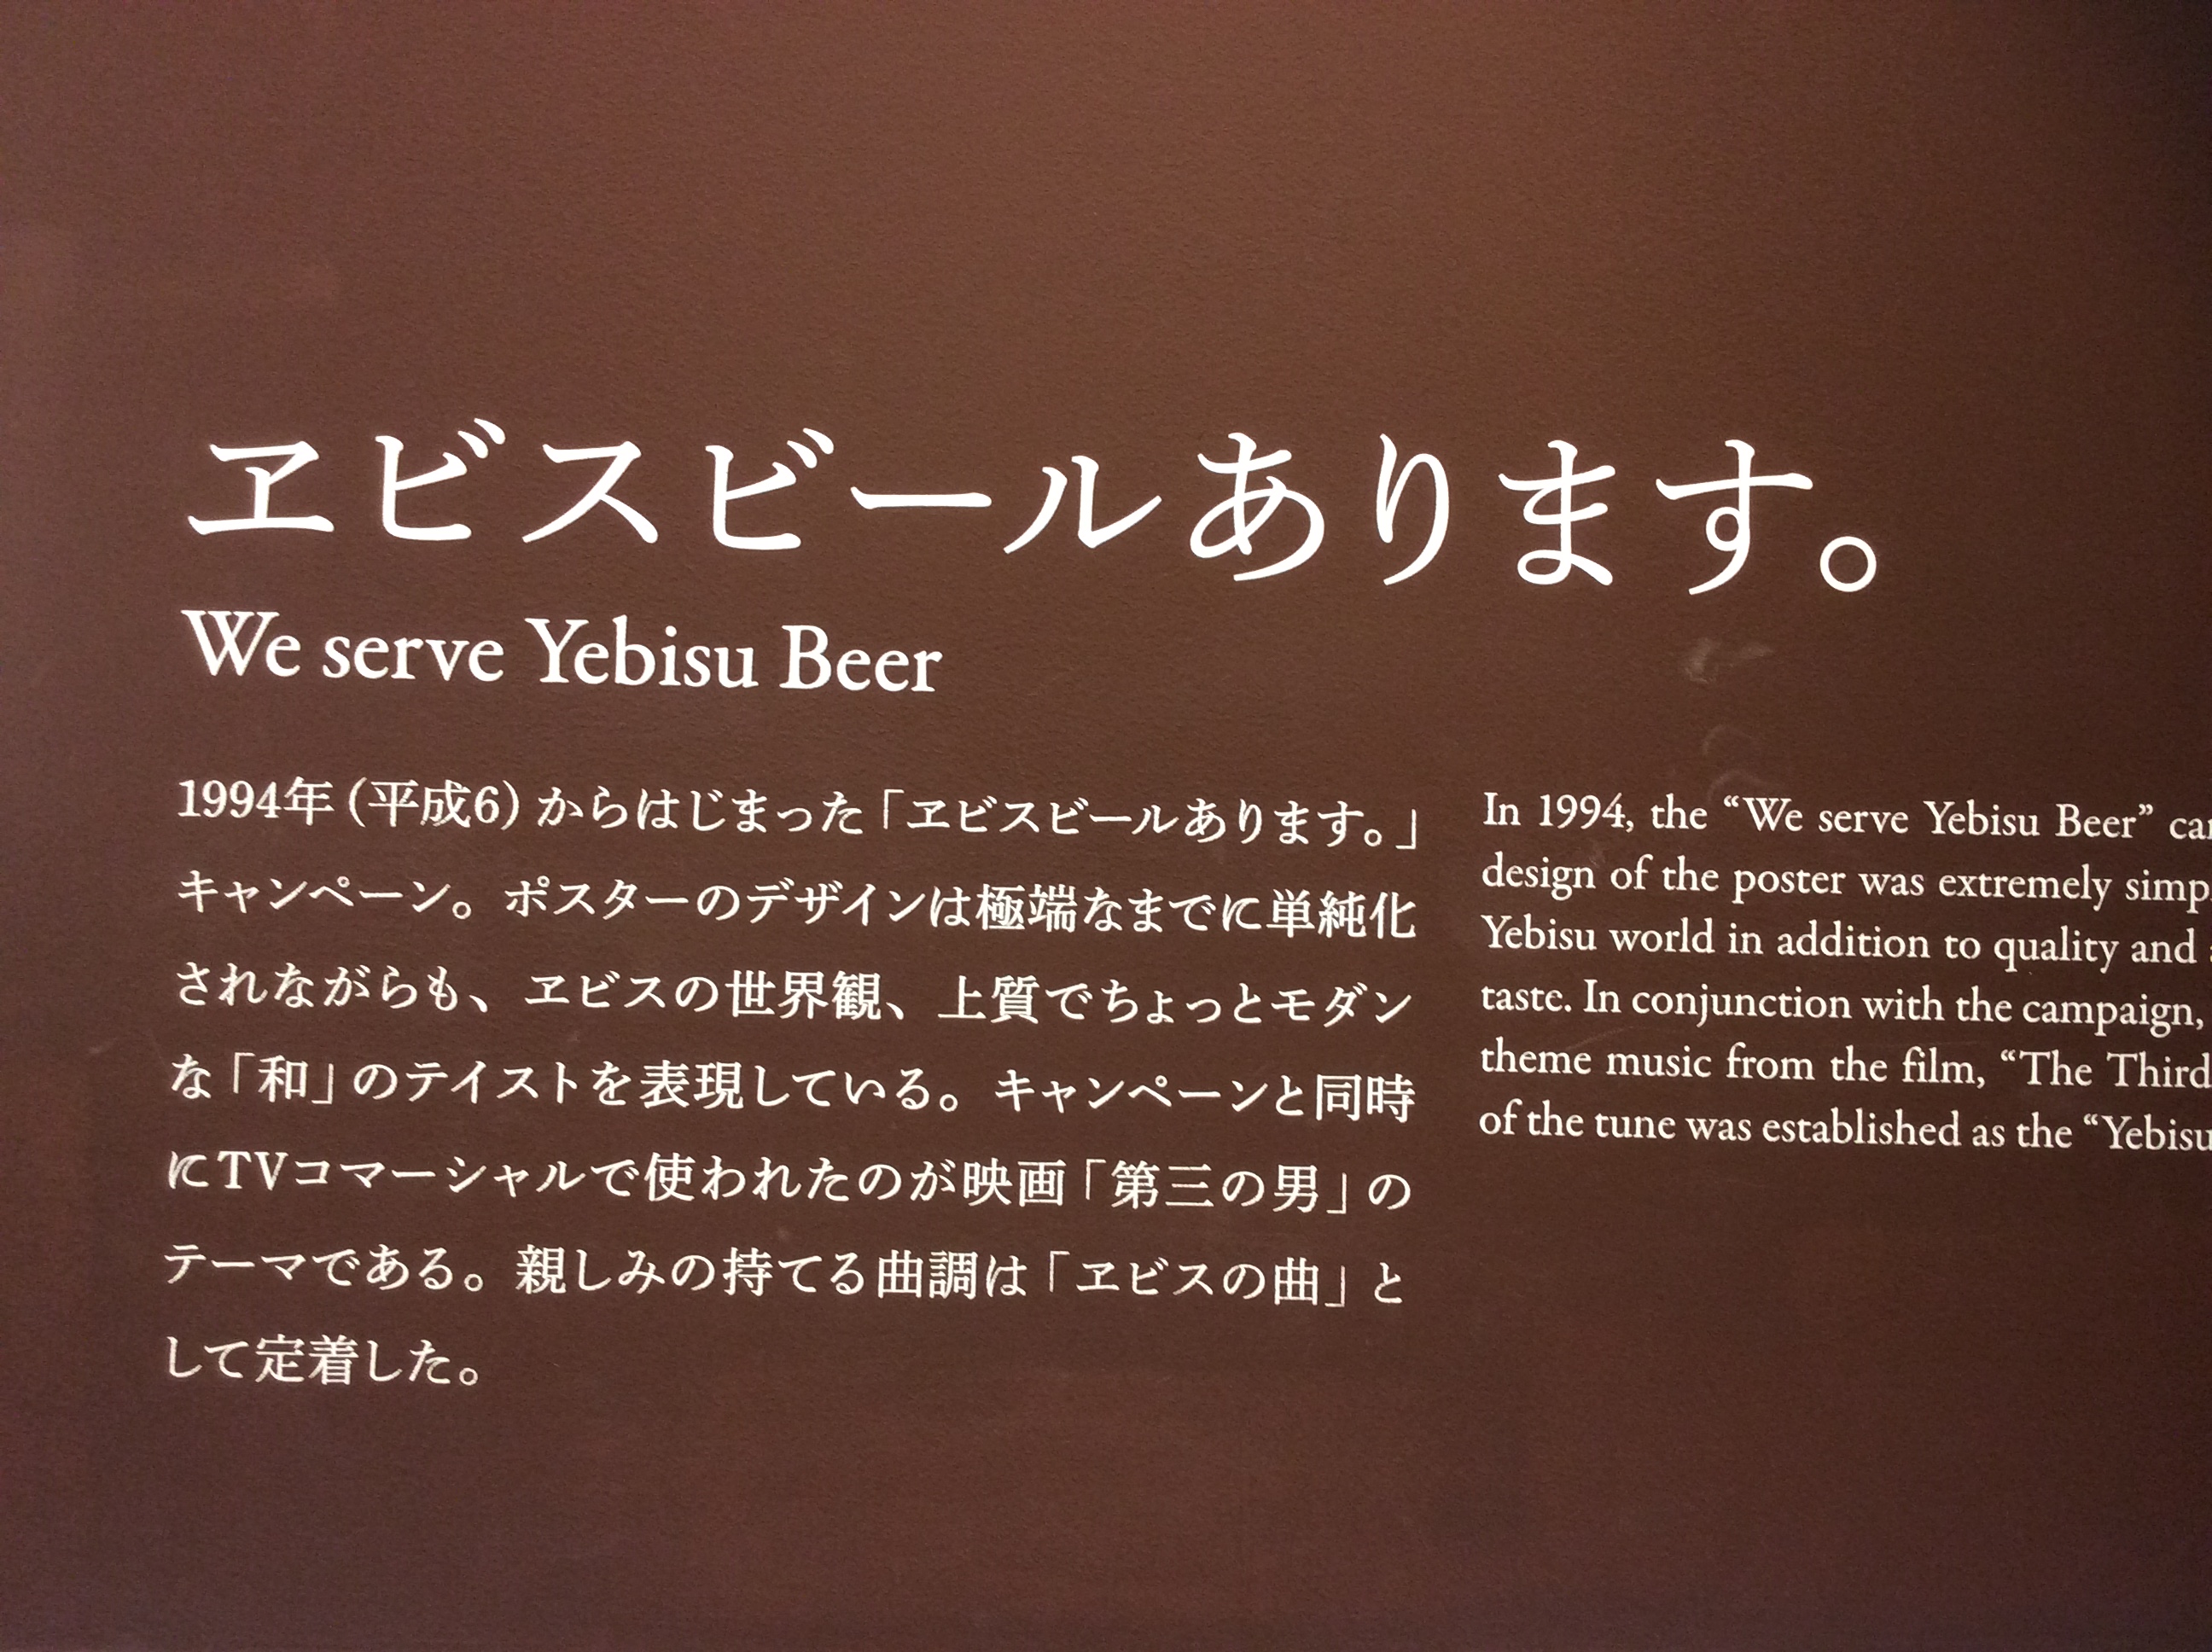 ヱビスビールあります。
We serve Yebisu Beer
1994年（平成6）からはじまった「ヱビスビールあります。」
キャンペーン。ポスターのデザインは極端なまでに単純化
されながらも、ヱビスの世界観、上質でちょっとモダン
な「和」のテイストを表現している。キャンペーンと同時
にTVコマーシャルで使われたのが映画「第三の男」の
テーマである。親しみの持てる曲調は「ヱビスの曲」と
して定着した。
In 1994, the “We serve Yebisu Beer”
design of the poster was extremely
Yebisu world in addition to quality and
taste. In conjunction with the campaign,
theme music from the film, “The Third
of the tune was established as the “Yebisu